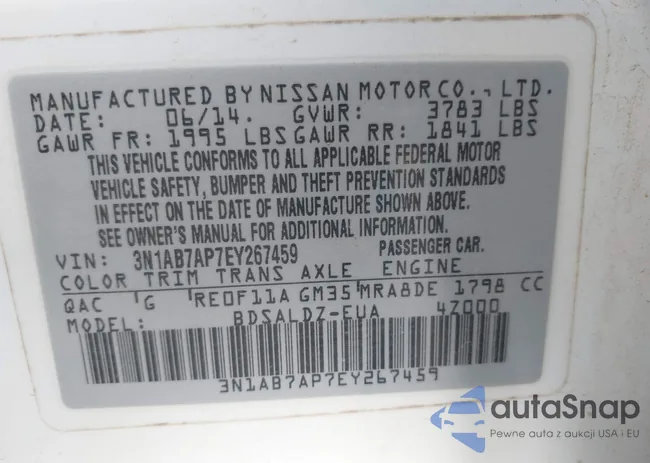 MANUFACTURED BY NISSAN MOTOR CO., LTD.
DATE: 06/14. GVWR: 3783 LBS
GAWR FR: 1995 LBS GAWR RR: 1841 LBS
THIS VEHICLE CONFORMS TO ALL APPLICABLE FEDERAL MOTOR
VEHICLE SAFETY, BUMPER AND THEFT PREVENTION STANDARDS
IN EFFECT ON THE DATE OF MANUFACTURE SHOWN ABOVE.
SEE OWNER'S MANUAL FOR ADDITIONAL INFORMATION.
VIN: 3N1AB7AP7EY267459 PASSENGER CAR.
COLOR TRIM TRANS AXLE ENGINE
QAC G RE0F11A GM35 MRA8DE 1798 CC
MODEL: BDSALDZ-EUA 4Z000
3N1AB7AP7EY267459
autaSnap
Pewne auta z aukcji USA i EU